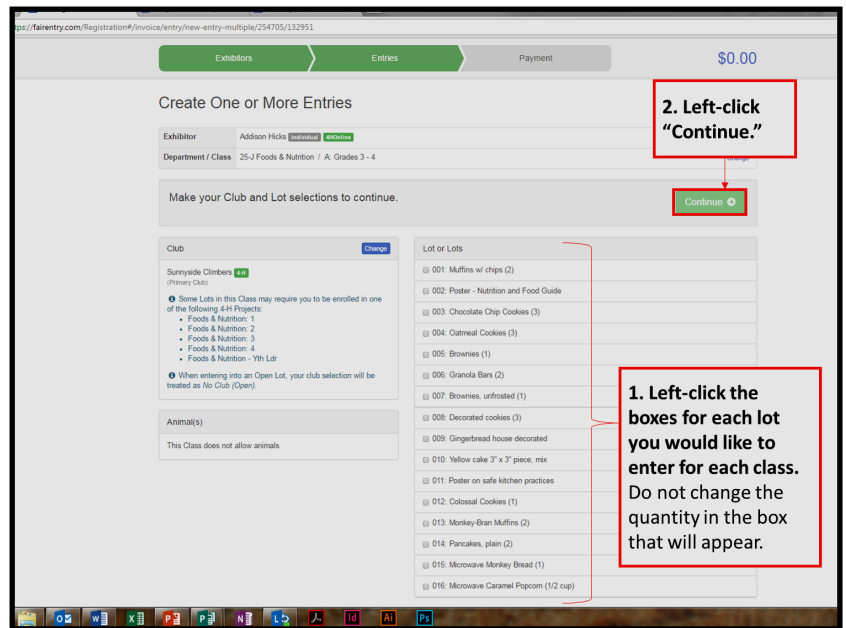 tps://fairentry.com/Registration#/invoice/entry/new-entry-multiple/254705/132951
Exhibitors
Entries
Payment
$0.00
Create One or More Entries
2. Left-click
"Continue."
Exhibitor Addison Hicks Individual 4HOnline
Department / Class 25-J Foods & Nutrition / A: Grades 3 - 4
Change
Make your Club and Lot selections to continue.
Continue
Club
Change
Sunnyside Climbers 4-H
(Primary Club)
Some Lots in this Class may require you to be enrolled in one
of the following 4-H Projects:
• Foods & Nutrition: 1
• Foods & Nutrition: 2
• Foods & Nutrition: 3
• Foods & Nutrition: 4
• Foods & Nutrition - Yth Ldr
When entering into an Open Lot, your club selection will be
treated as No Club (Open).
Animal(s)
This Class does not allow animals.
Lot or Lots
001: Muffins w/ chips (2)
002: Poster - Nutrition and Food Guide
003: Chocolate Chip Cookies (3)
004: Oatmeal Cookies (3)
005: Brownies (1)
006: Granola Bars (2)
007: Brownies, unfrosted (1)
008: Decorated cookies (3)
009: Gingerbread house decorated
010: Yellow cake 3" x 3" piece, mix
011: Poster on safe kitchen practices
012: Colossal Cookies (1)
013: Monkey-Bran Muffins (2)
014: Pancakes, plain (2)
015: Microwave Monkey Bread (1)
016: Microwave Caramel Popcorn (1/2 cup)
1. Left-click the
boxes for each lot
you would like to
enter for each class.
Do not change the
quantity in the box
that will appear.
Id
Ai
Ps